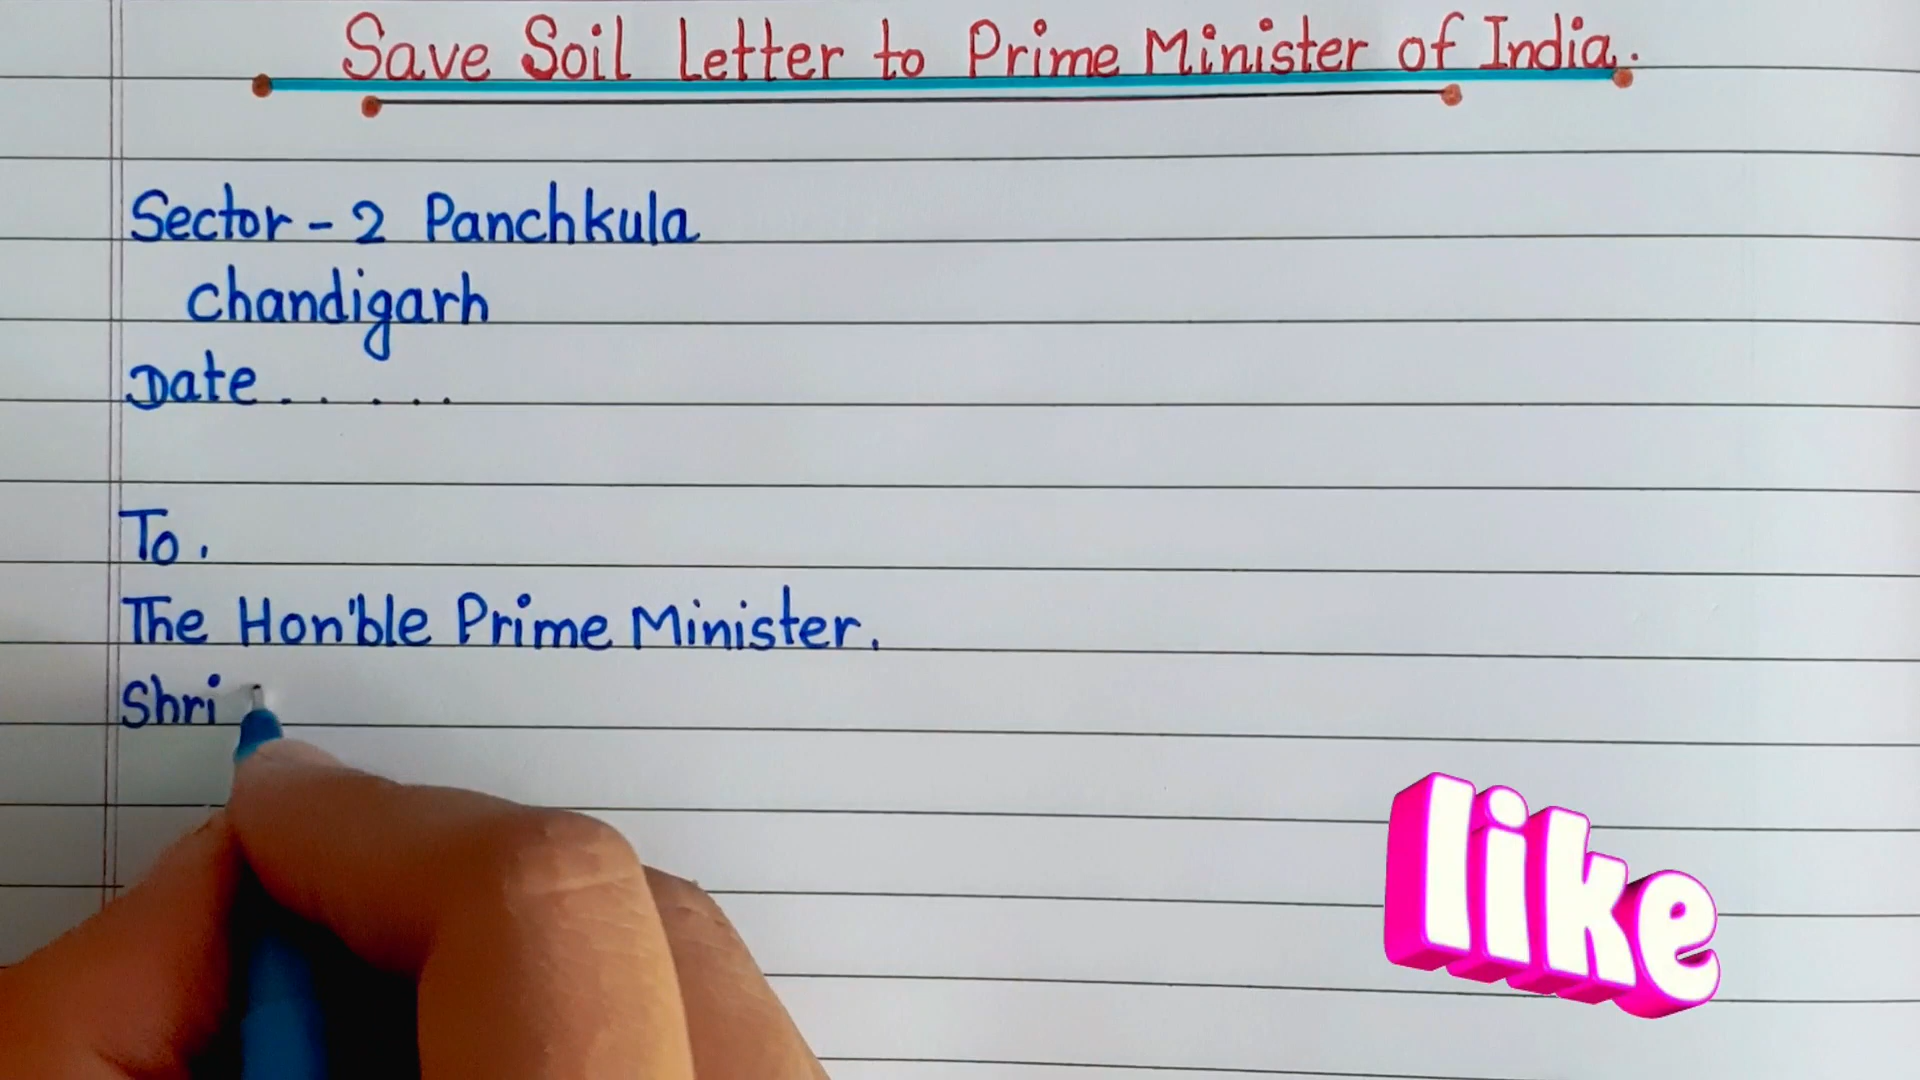 Save Soil Letter to Prime Minister of India.
Sector - 2 Panchkula
Chandigarh
Date . . . . .
To.
The Hon'ble Prime Minister.
Shri
like